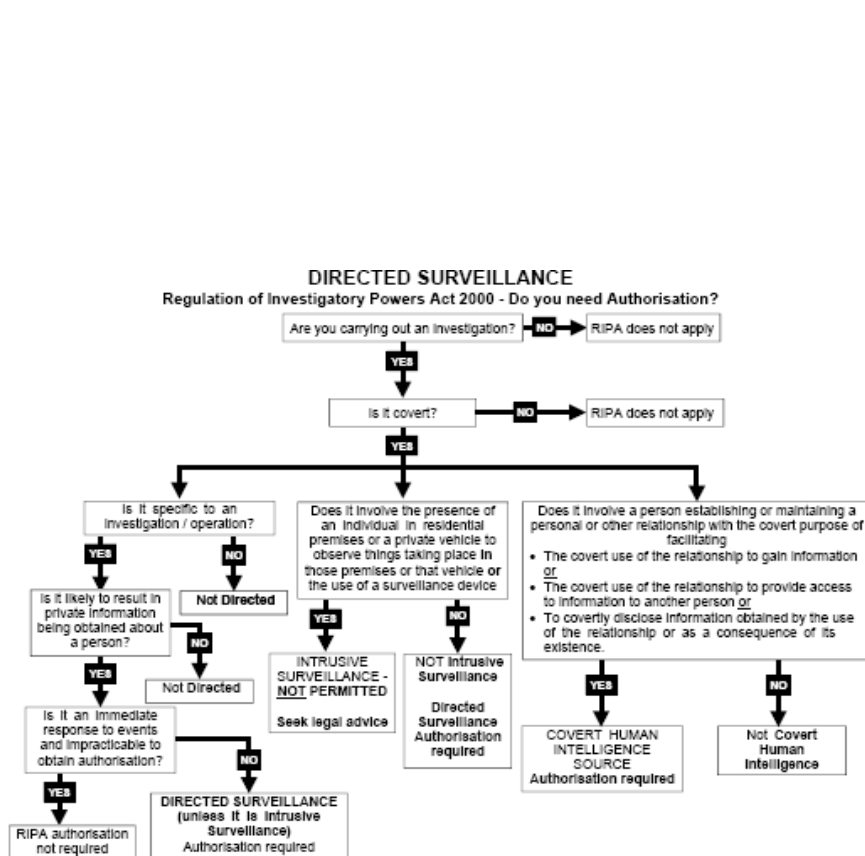 DIRECTED SURVEILLANCE
Regulation of Investigatory Powers Act 2000 - Do you need Authorisation?
Are you carrying out an investigation?
NO
RIPA does not apply
YES
Is it covert?
NO
RIPA does not apply
YES
Is it specific to an
investigation / operation?
YES
NO
Not Directed
Is it likely to result in
private information
being obtained about
a person?
NO
Not Directed
YES
Is it an immediate
response to events
and impracticable to
obtain authorisation?
NO
YES
RIPA authorisation
not required
DIRECTED SURVEILLANCE
(unless it is Intrusive
Surveillance)
Authorisation required
Does it involve the presence of
an individual in residential
premises or a private vehicle to
observe things taking place in
those premises or that vehicle or
the use of a surveillance device
YES
NO
INTRUSIVE
SURVEILLANCE -
NOT PERMITTED
Seek legal advice
NOT Intrusive
Surveillance
Directed
Surveillance
Authorisation
required
Does it involve a person establishing or maintaining a
personal or other relationship with the covert purpose of
facilitating
• The covert use of the relationship to gain information
or
• The covert use of the relationship to provide access
to information to another person or
• To covertly disclose information obtained by the use
of the relationship or as a consequence of its
existence.
YES
NO
COVERT HUMAN
INTELLIGENCE
SOURCE
Authorisation required
Not Covert
Human
Intelligence